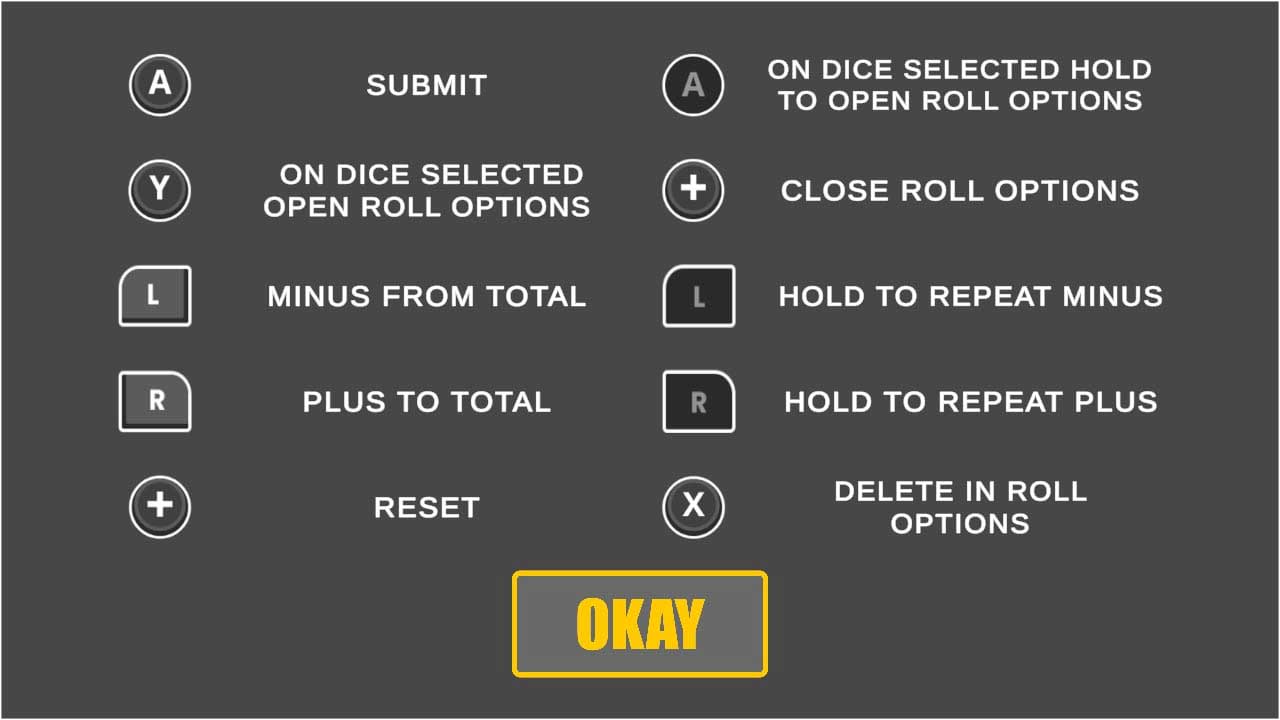 A SUBMIT
A ON DICE SELECTED HOLD
TO OPEN ROLL OPTIONS
Y ON DICE SELECTED
OPEN ROLL OPTIONS
+ CLOSE ROLL OPTIONS
L MINUS FROM TOTAL
L HOLD TO REPEAT MINUS
R PLUS TO TOTAL
R HOLD TO REPEAT PLUS
+ RESET
X DELETE IN ROLL
OPTIONS
OKAY